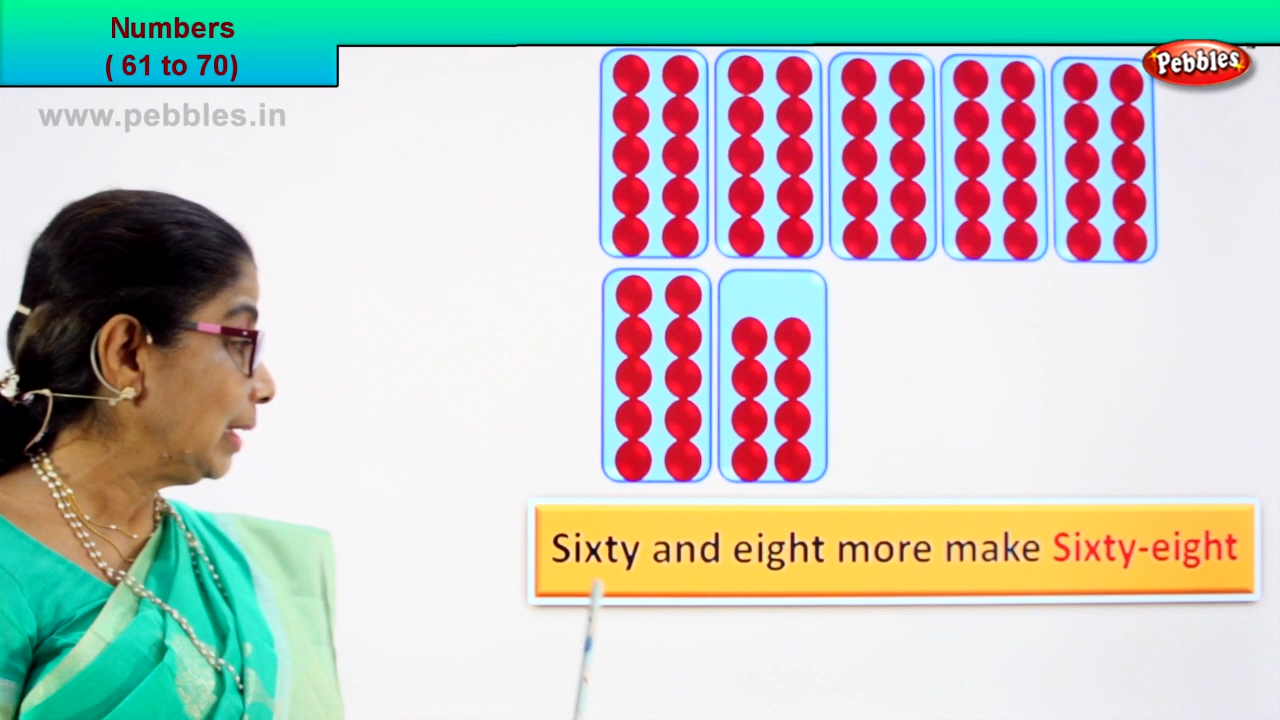 Numbers
( 61 to 70)
www.pebbles.in
Pebbles
Sixty and eight more make Sixty-eight